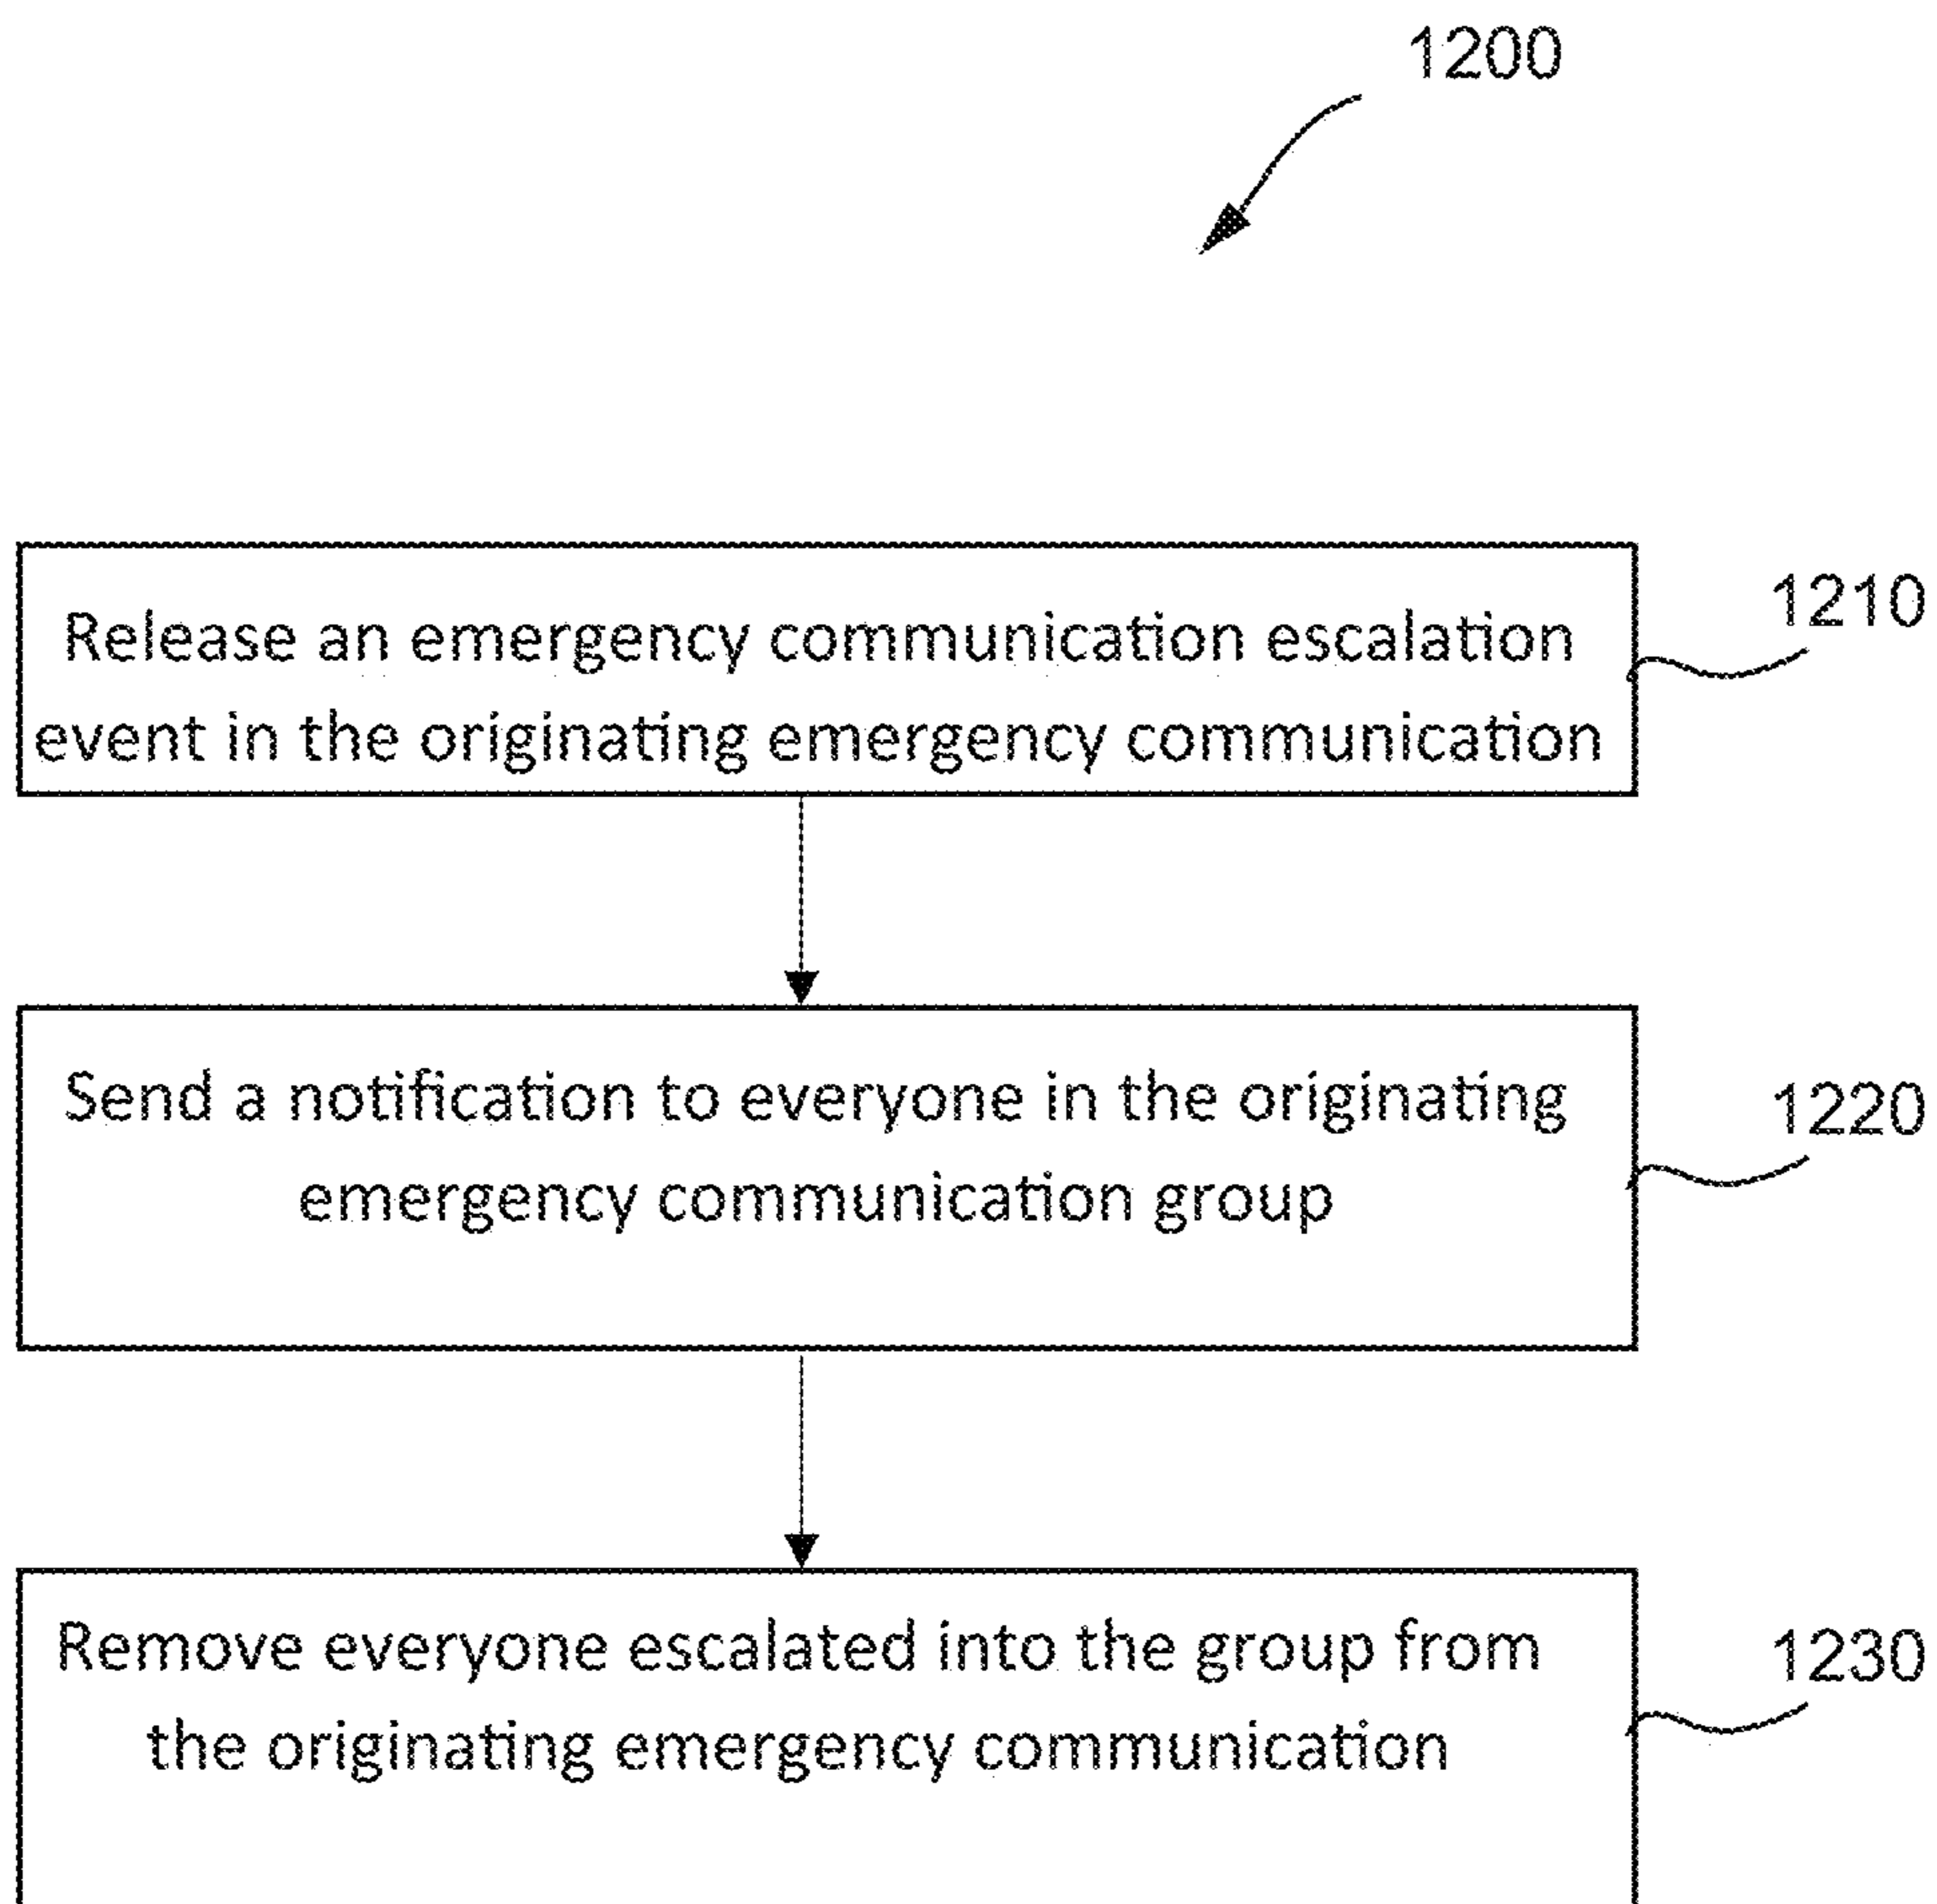 1200
Release an emergency communication escalation
event in the originating emergency communication
1210
Send a notification to everyone in the originating
emergency communication group
1220
Remove everyone escalated into the group from
the originating emergency communication
1230